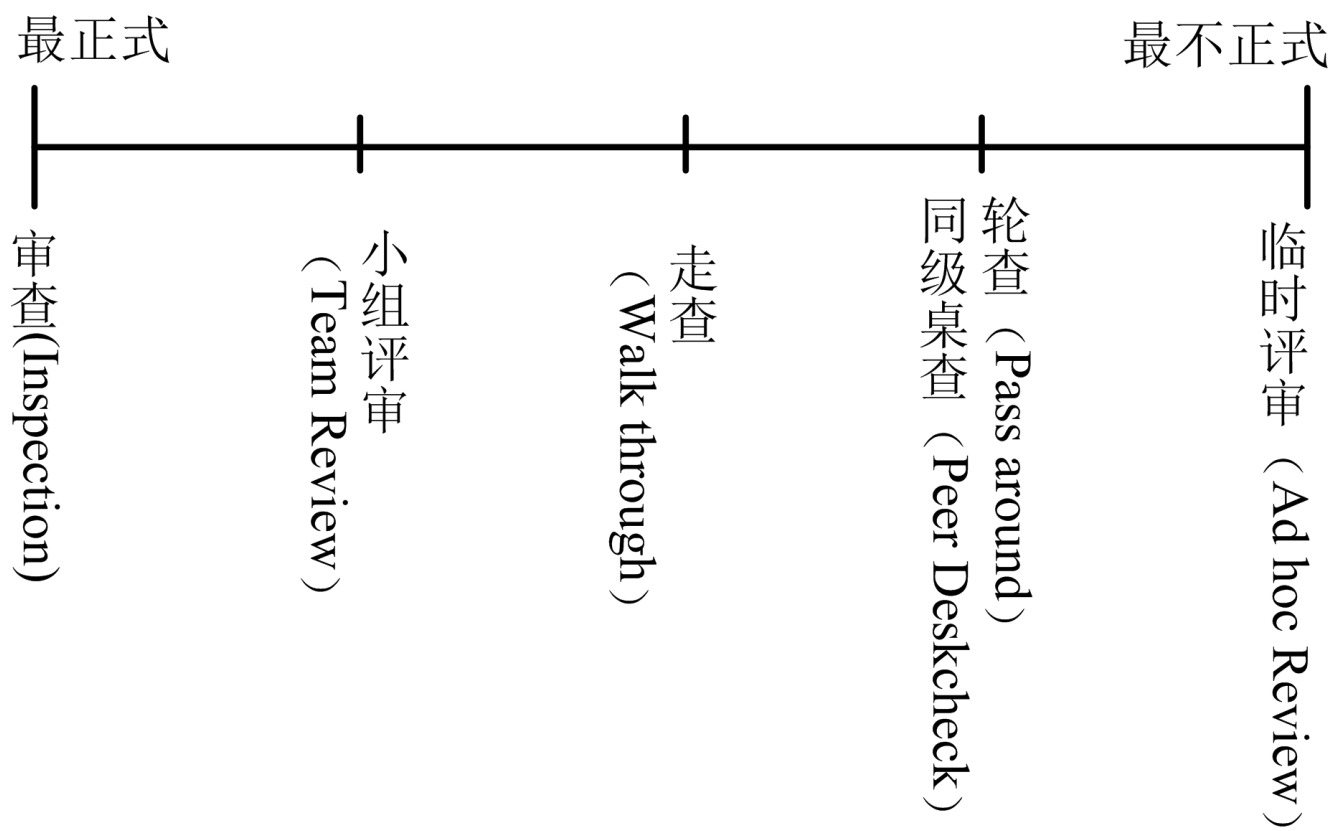 最正式
最不正式
审查(Inspection)
小组评审
（Team Review）
走查
（Walk through）
轮查（Pass around）
同级桌查（Peer Deskcheck）
临时评审（Ad hoc Review）